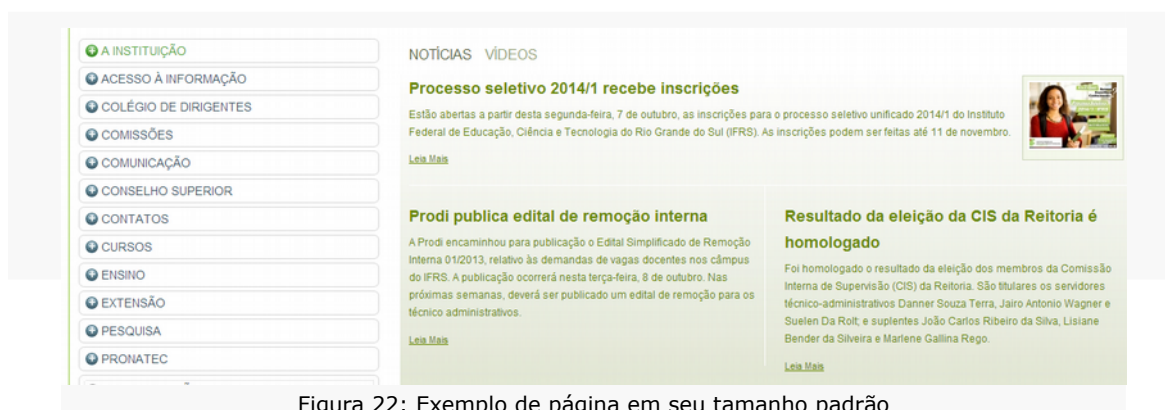 A INSTITUIÇÃO
ACESSO À INFORMAÇÃO
COLÉGIO DE DIRIGENTES
COMISSÕES
COMUNICAÇÃO
CONSELHO SUPERIOR
CONTATOS
CURSOS
ENSINO
EXTENSÃO
PESQUISA
PRONATEC
NOTÍCIAS VÍDEOS
Processo seletivo 2014/1 recebe inscrições
Estão abertas a partir desta segunda-feira, 7 de outubro, as inscrições para o processo seletivo unificado 2014/1 do Instituto
Federal de Educação, Ciência e Tecnologia do Rio Grande do Sul (IFRS). As inscrições podem ser feitas até 11 de novembro.
Leia Mais
Prodi publica edital de remoção interna
A Prodi encaminhou para publicação o Edital Simplificado de Remoção
Interna 01/2013, relativo às demandas de vagas docentes nos câmpus
do IFRS. A publicação ocorrerá nesta terça-feira, 8 de outubro. Nas
próximas semanas, deverá ser publicado um edital de remoção para os
técnico administrativos.
Leia Mais
Resultado da eleição da CIS da Reitoria é
homologado
Foi homologado o resultado da eleição dos membros da Comissão
Interna de Supervisão (CIS) da Reitoria. São titulares os servidores
técnico-administrativos Danner Souza Terra, Jairo Antonio Wagner e
Suelen Da Rolt; e suplentes João Carlos Ribeiro da Silva, Lisiane
Bender da Silveira e Marlene Gallina Rego.
Leia Mais
Figura 22: Exemplo de página em seu tamanho padrão